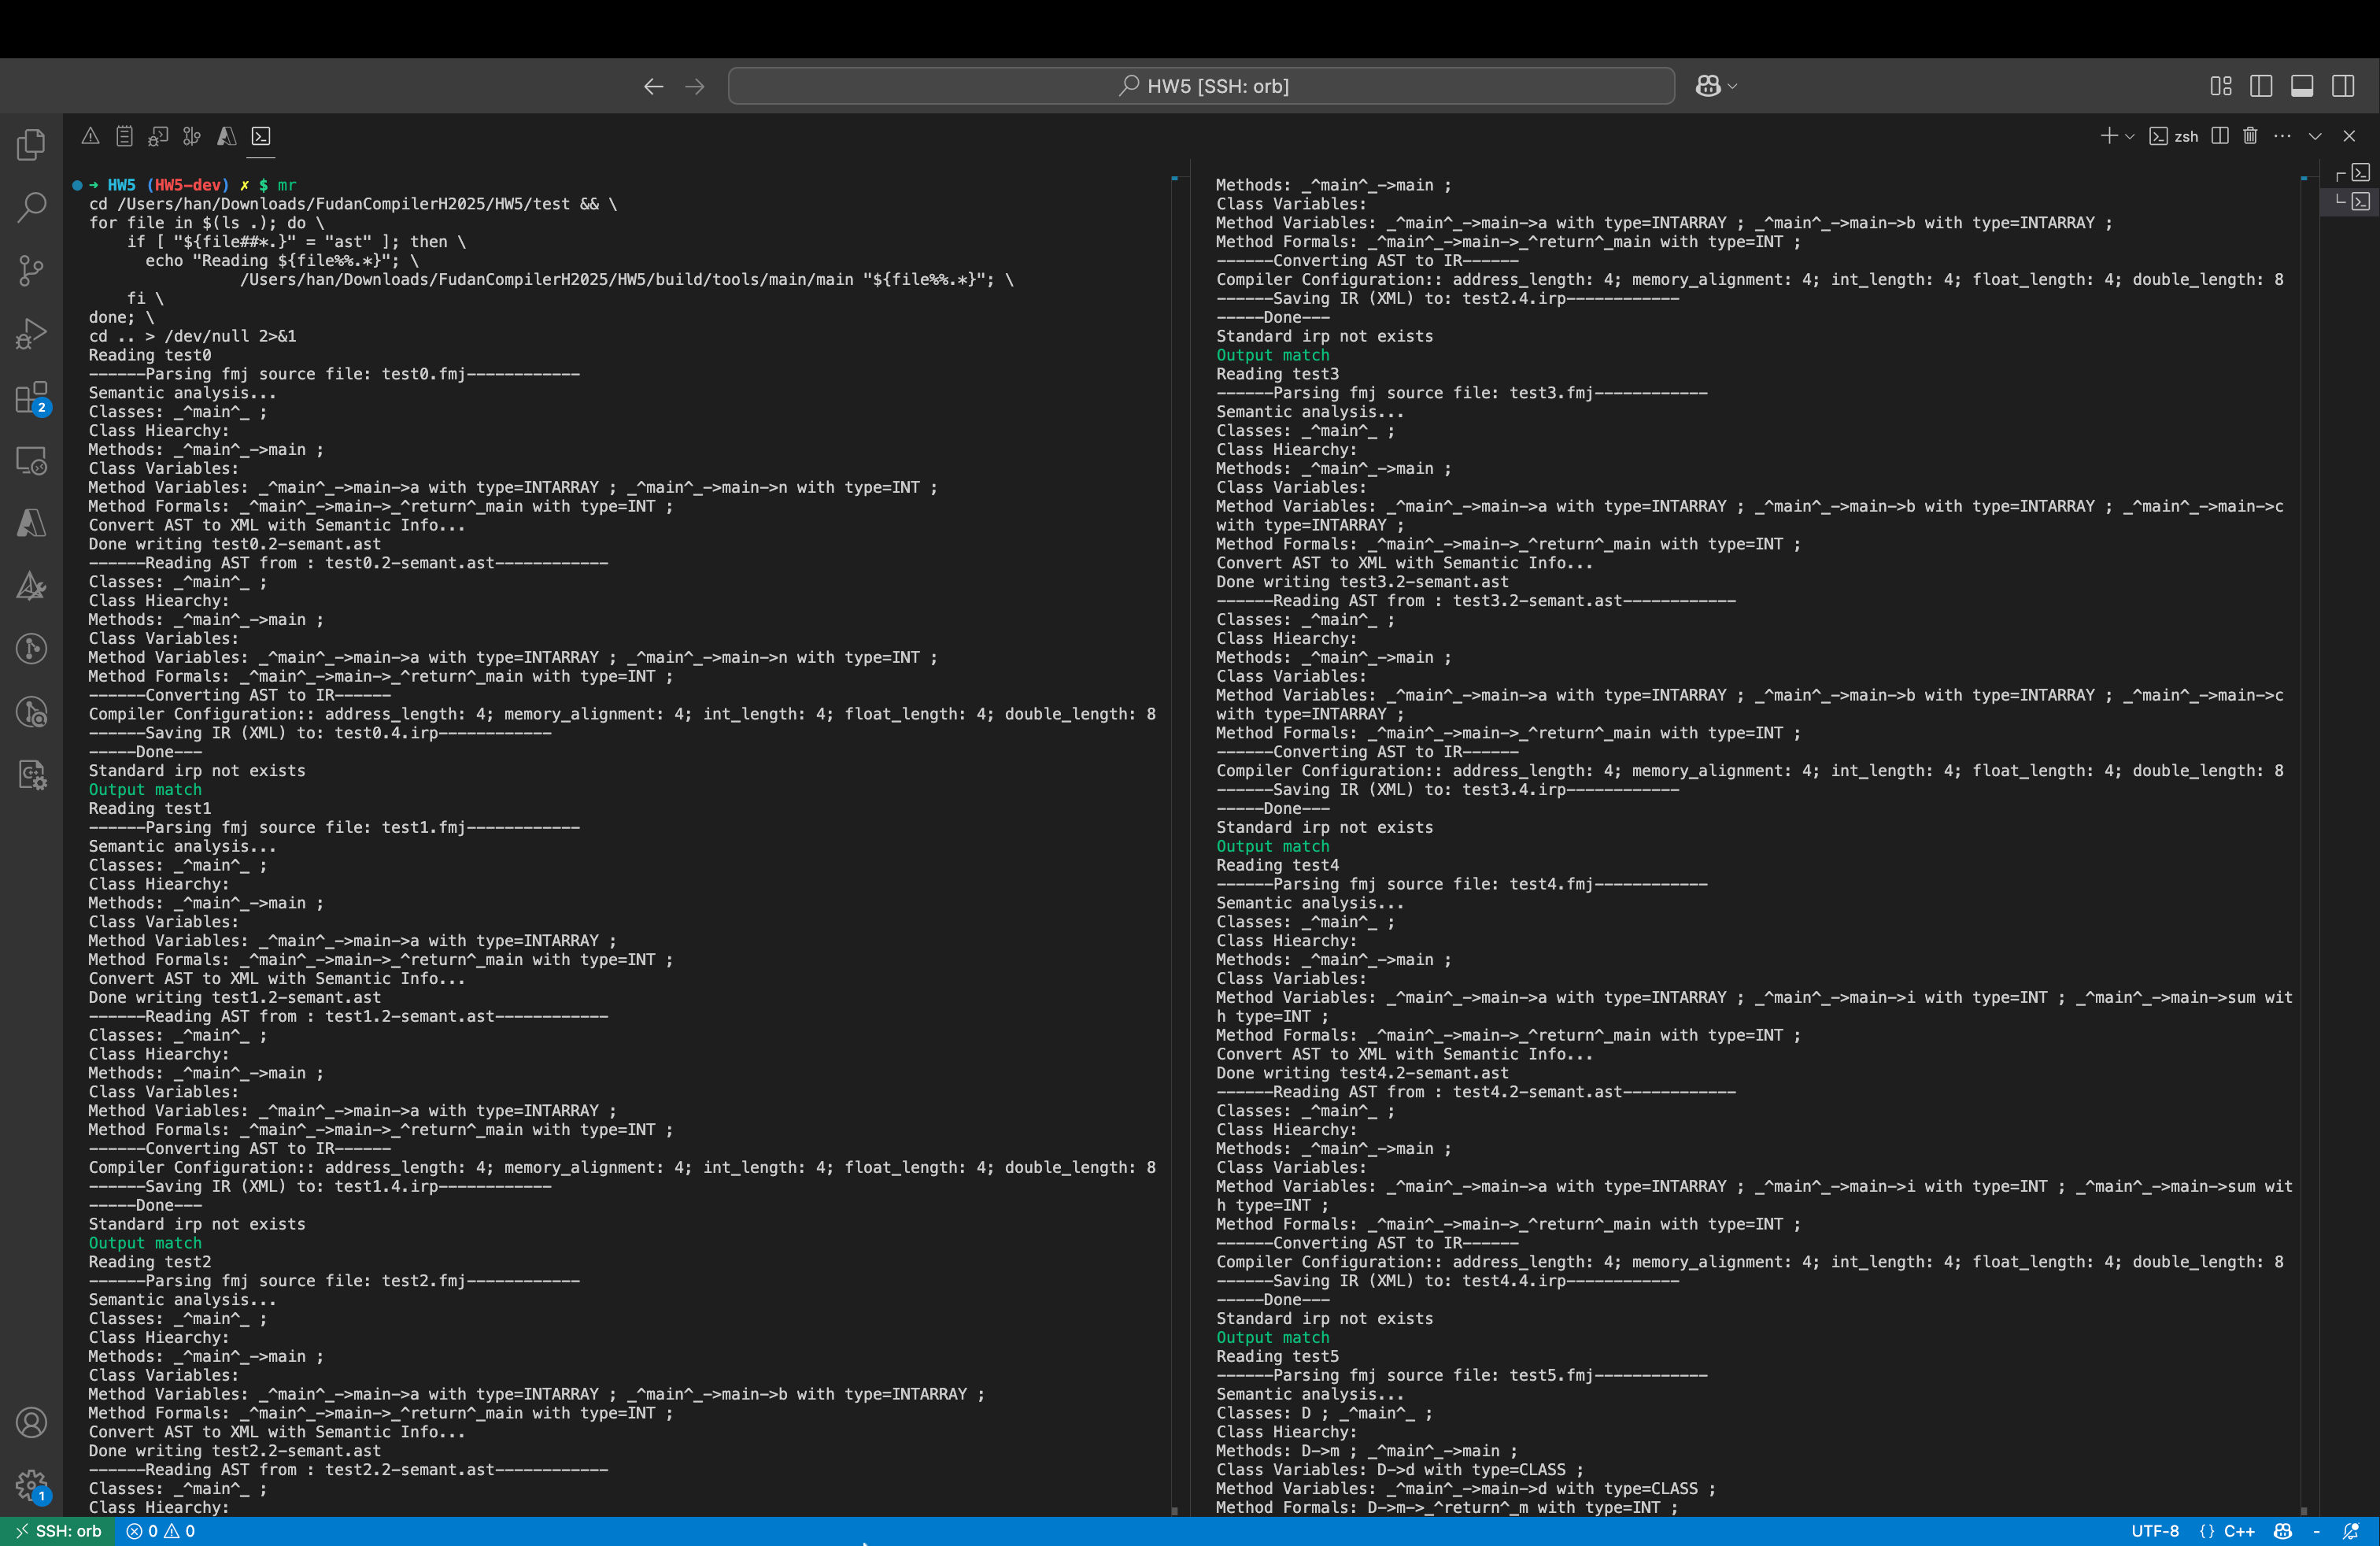 HW5 [SSH: orb]
zsh
→ HW5 (HW5-dev) ✗ $ mr
cd /Users/han/Downloads/FudanCompilerH2025/HW5/test && \
for file in $(ls .); do \
    if [ "${file##*.}" = "ast" ]; then \
      echo "Reading ${file%%.*}"; \
                /Users/han/Downloads/FudanCompilerH2025/HW5/build/tools/main/main "${file%%.*}"; \
    fi \
done; \
cd .. > /dev/null 2>&1
Reading test0
------Parsing fmj source file: test0.fmj------------
Semantic analysis...
Classes: _^main^_ ;
Class Hiearchy:
Methods: _^main^_->main ;
Class Variables:
Method Variables: _^main^_->main->a with type=INTARRAY ; _^main^_->main->n with type=INT ;
Method Formals: _^main^_->main->_^return^_main with type=INT ;
Convert AST to XML with Semantic Info...
Done writing test0.2-semant.ast
------Reading AST from : test0.2-semant.ast------------
Classes: _^main^_ ;
Class Hiearchy:
Methods: _^main^_->main ;
Class Variables:
Method Variables: _^main^_->main->a with type=INTARRAY ; _^main^_->main->n with type=INT ;
Method Formals: _^main^_->main->_^return^_main with type=INT ;
------Converting AST to IR------
Compiler Configuration:: address_length: 4; memory_alignment: 4; int_length: 4; float_length: 4; double_length: 8
------Saving IR (XML) to: test0.4.irp------------
-----Done---
Standard irp not exists
Output match
Reading test1
------Parsing fmj source file: test1.fmj------------
Semantic analysis...
Classes: _^main^_ ;
Class Hiearchy:
Methods: _^main^_->main ;
Class Variables:
Method Variables: _^main^_->main->a with type=INTARRAY ;
Method Formals: _^main^_->main->_^return^_main with type=INT ;
Convert AST to XML with Semantic Info...
Done writing test1.2-semant.ast
------Reading AST from : test1.2-semant.ast------------
Classes: _^main^_ ;
Class Hiearchy:
Methods: _^main^_->main ;
Class Variables:
Method Variables: _^main^_->main->a with type=INTARRAY ;
Method Formals: _^main^_->main->_^return^_main with type=INT ;
------Converting AST to IR------
Compiler Configuration:: address_length: 4; memory_alignment: 4; int_length: 4; float_length: 4; double_length: 8
------Saving IR (XML) to: test1.4.irp------------
-----Done---
Standard irp not exists
Output match
Reading test2
------Parsing fmj source file: test2.fmj------------
Semantic analysis...
Classes: _^main^_ ;
Class Hiearchy:
Methods: _^main^_->main ;
Class Variables:
Method Variables: _^main^_->main->a with type=INTARRAY ; _^main^_->main->b with type=INTARRAY ;
Method Formals: _^main^_->main->_^return^_main with type=INT ;
Convert AST to XML with Semantic Info...
Done writing test2.2-semant.ast
------Reading AST from : test2.2-semant.ast------------
Classes: _^main^_ ;
Class Hiearchy:
Methods: _^main^_->main ;
Class Variables:
Method Variables: _^main^_->main->a with type=INTARRAY ; _^main^_->main->b with type=INTARRAY ;
Method Formals: _^main^_->main->_^return^_main with type=INT ;
------Converting AST to IR------
Compiler Configuration:: address_length: 4; memory_alignment: 4; int_length: 4; float_length: 4; double_length: 8
------Saving IR (XML) to: test2.4.irp------------
-----Done---
Standard irp not exists
Output match
Reading test3
------Parsing fmj source file: test3.fmj------------
Semantic analysis...
Classes: _^main^_ ;
Class Hiearchy:
Methods: _^main^_->main ;
Class Variables:
Method Variables: _^main^_->main->a with type=INTARRAY ; _^main^_->main->b with type=INTARRAY ; _^main^_->main->c
with type=INTARRAY ;
Method Formals: _^main^_->main->_^return^_main with type=INT ;
Convert AST to XML with Semantic Info...
Done writing test3.2-semant.ast
------Reading AST from : test3.2-semant.ast------------
Classes: _^main^_ ;
Class Hiearchy:
Methods: _^main^_->main ;
Class Variables:
Method Variables: _^main^_->main->a with type=INTARRAY ; _^main^_->main->b with type=INTARRAY ; _^main^_->main->c
with type=INTARRAY ;
Method Formals: _^main^_->main->_^return^_main with type=INT ;
------Converting AST to IR------
Compiler Configuration:: address_length: 4; memory_alignment: 4; int_length: 4; float_length: 4; double_length: 8
------Saving IR (XML) to: test3.4.irp------------
-----Done---
Standard irp not exists
Output match
Reading test4
------Parsing fmj source file: test4.fmj------------
Semantic analysis...
Classes: _^main^_ ;
Class Hiearchy:
Methods: _^main^_->main ;
Class Variables:
Method Variables: _^main^_->main->a with type=INTARRAY ; _^main^_->main->i with type=INT ; _^main^_->main->sum wit
h type=INT ;
Method Formals: _^main^_->main->_^return^_main with type=INT ;
Convert AST to XML with Semantic Info...
Done writing test4.2-semant.ast
------Reading AST from : test4.2-semant.ast------------
Classes: _^main^_ ;
Class Hiearchy:
Methods: _^main^_->main ;
Class Variables:
Method Variables: _^main^_->main->a with type=INTARRAY ; _^main^_->main->i with type=INT ; _^main^_->main->sum wit
h type=INT ;
Method Formals: _^main^_->main->_^return^_main with type=INT ;
------Converting AST to IR------
Compiler Configuration:: address_length: 4; memory_alignment: 4; int_length: 4; float_length: 4; double_length: 8
------Saving IR (XML) to: test4.4.irp------------
-----Done---
Standard irp not exists
Output match
Reading test5
------Parsing fmj source file: test5.fmj------------
Semantic analysis...
Classes: D ; _^main^_ ;
Class Hiearchy:
Methods: D->m ; _^main^_->main ;
Class Variables: D->d with type=CLASS ;
Method Variables: _^main^_->main->d with type=CLASS ;
Method Formals: D->m->_^return^_m with type=INT ;
2
1
SSH: orb
0 0
UTF-8
{} C++